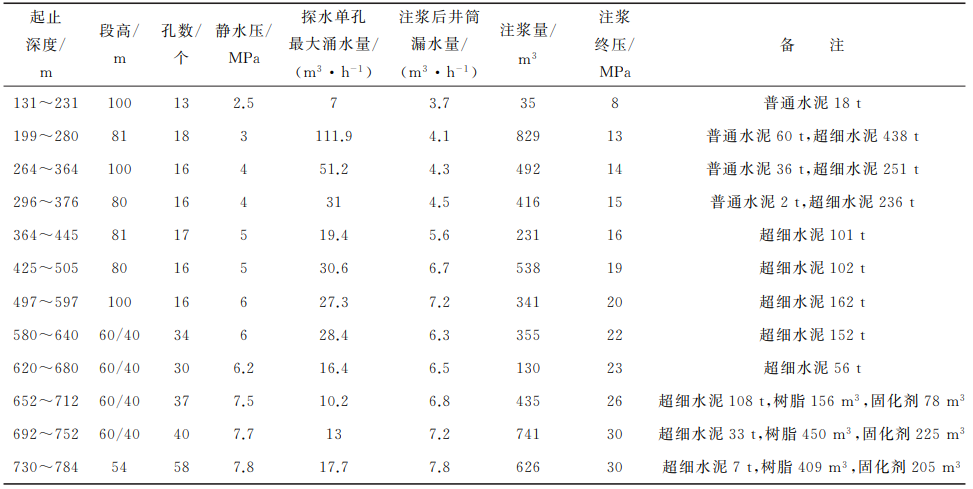 起止深度/m 段高/m 孔数/个 静水压/MPa 探水单孔最大涌水量/(m³·h⁻¹) 注浆后井筒漏水量/(m³·h⁻¹) 注浆量/m³ 注浆终压/MPa 备 注
131～231 100 13 2.5 7 3.7 35 8 普通水泥 18 t
199～280 81 18 3 111.9 4.1 829 13 普通水泥 60 t,超细水泥 438 t
264～364 100 16 4 51.2 4.3 492 14 普通水泥 36 t,超细水泥 251 t
296～376 80 16 4 31 4.5 416 15 普通水泥 2 t,超细水泥 236 t
364～445 81 17 5 19.4 5.6 231 16 超细水泥 101 t
425～505 80 16 5 30.6 6.7 538 19 超细水泥 102 t
497～597 100 16 6 27.3 7.2 341 20 超细水泥 162 t
580～640 60/40 34 6 28.4 6.3 355 22 超细水泥 152 t
620～680 60/40 30 6.2 16.4 6.5 130 23 超细水泥 56 t
652～712 60/40 37 7.5 10.2 6.8 435 26 超细水泥 108 t,树脂 156 m³,固化剂 78 m³
692～752 60/40 40 7.7 13 7.2 741 30 超细水泥 33 t,树脂 450 m³,固化剂 225 m³
730～784 54 58 7.8 17.7 7.8 626 30 超细水泥 7 t,树脂 409 m³,固化剂 205 m³